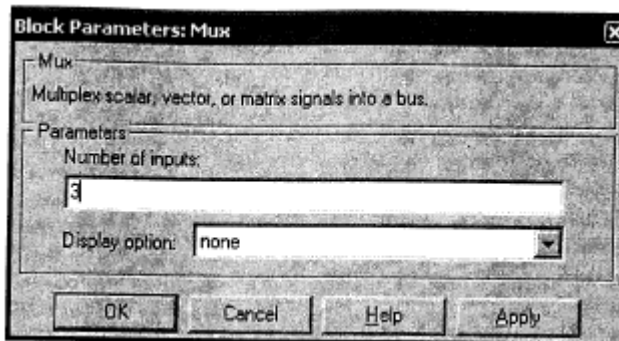 Block Parameters: Mux
Mux
Multiplex scalar, vector, or matrix signals into a bus.
Parameters
Number of inputs:
3
Display option: none
OK Cancel Help Apply